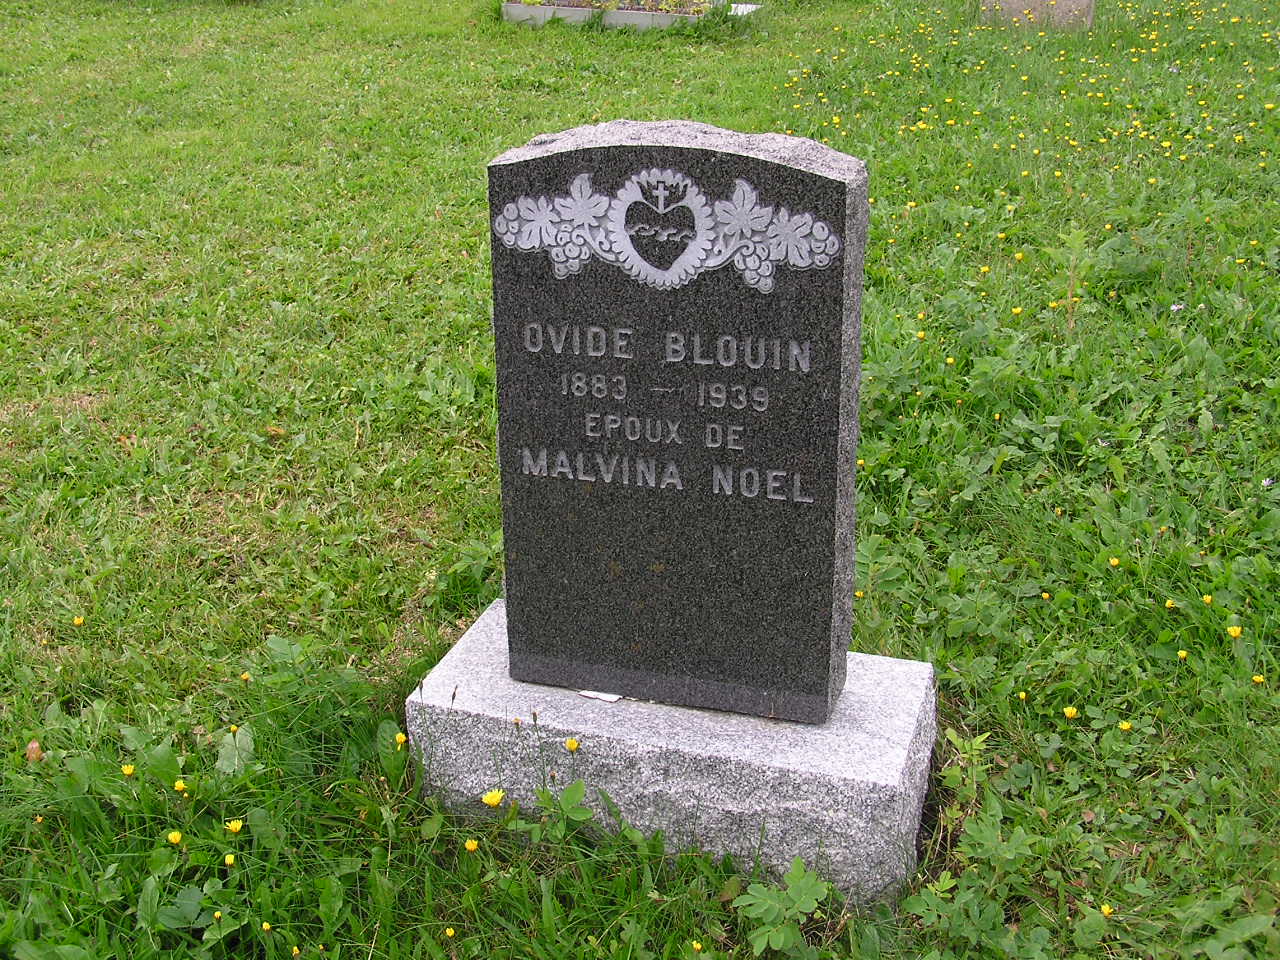 OVIDE BLOUIN
1883 — 1939
EPOUX DE
MALVINA NOEL